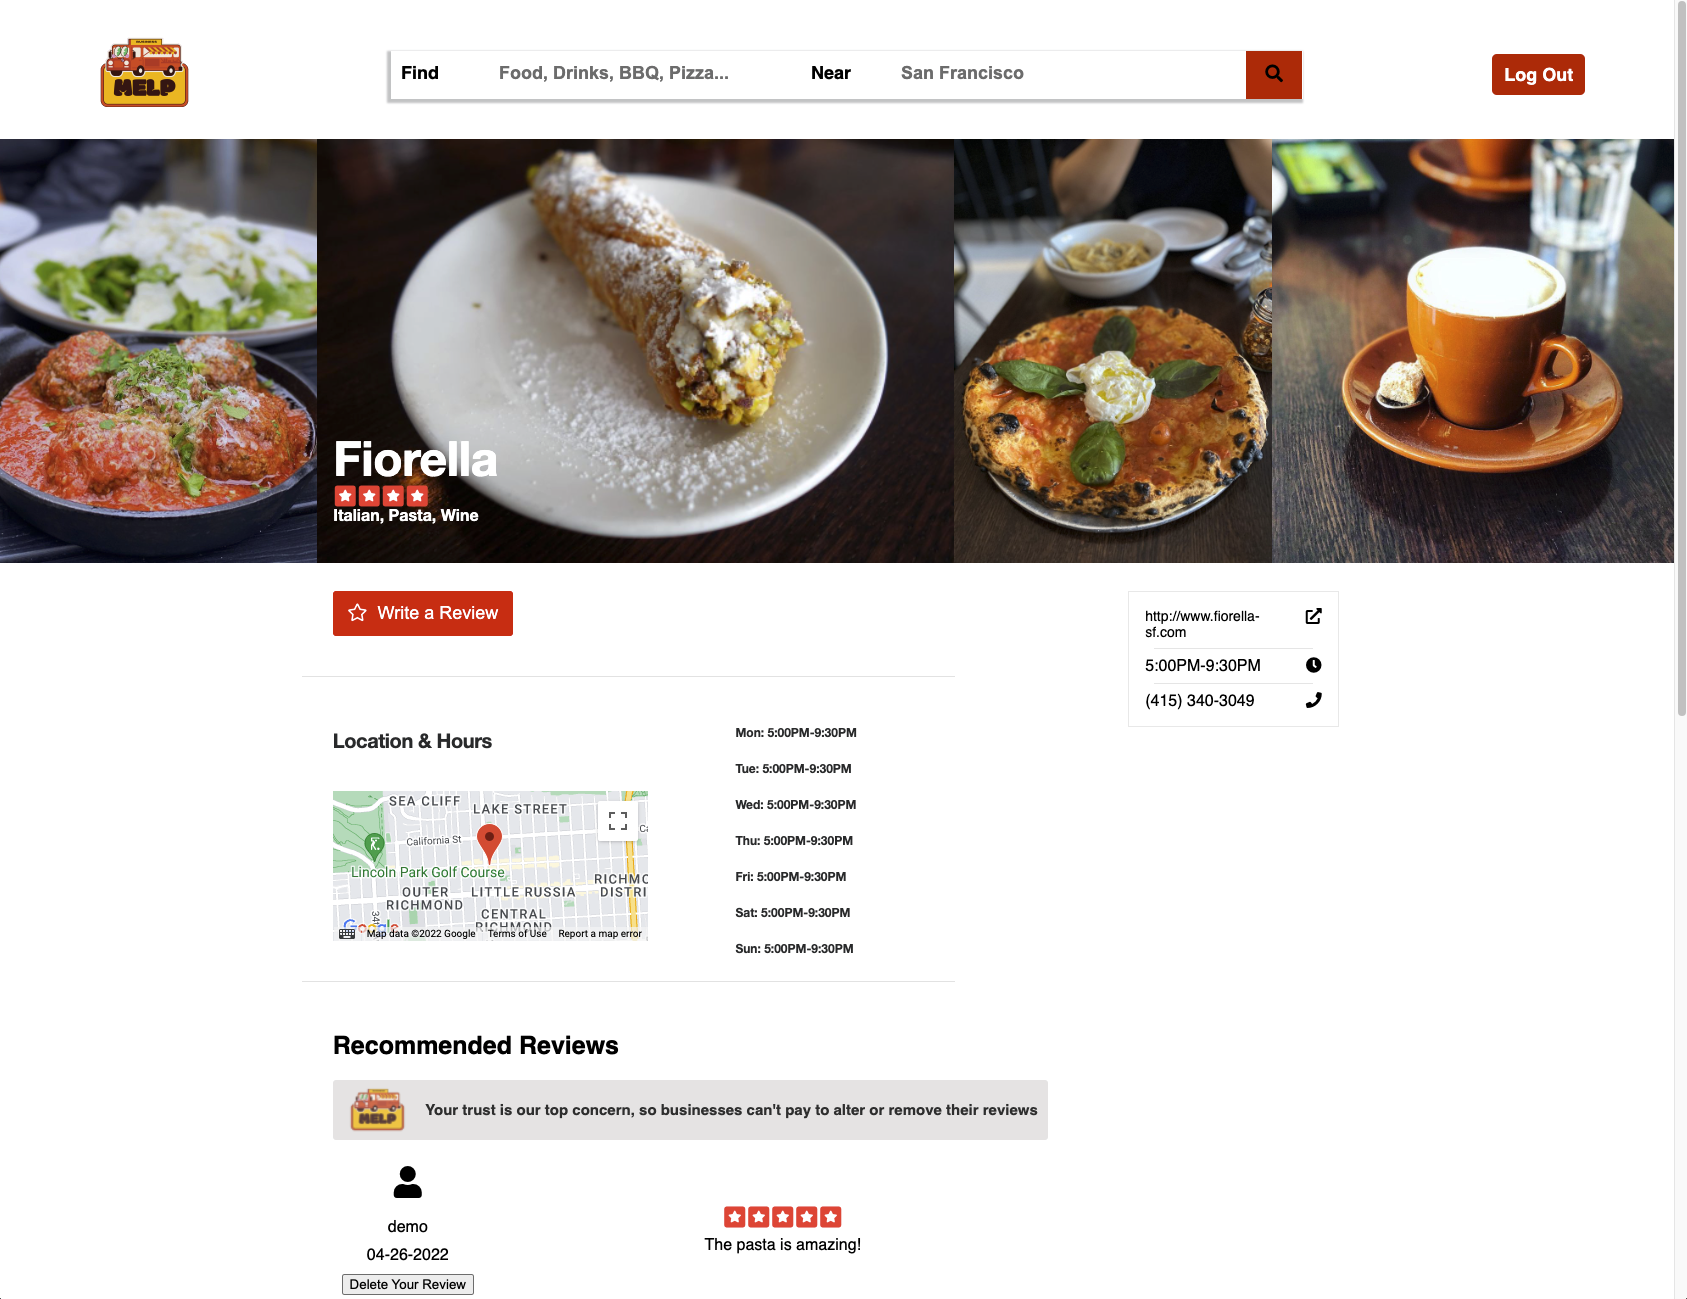 BUSINESS
MELP
Find
Food, Drinks, BBQ, Pizza...
Near
San Francisco
Log Out
Fiorella
Italian, Pasta, Wine
Write a Review
http://www.fiorella-
sf.com
5:00PM-9:30PM
(415) 340-3049
Location & Hours
SEA CLIFF
LAKE STREET
California St
Lincoln Park Golf Course
OUTER
RICHMOND
LITTLE RUSSIA
RICHMO
DISTRI
CENTRAL
RICHMOND
34t
Ca
Google
Map data ©2022 Google
Terms of Use
Report a map error
Mon: 5:00PM-9:30PM
Tue: 5:00PM-9:30PM
Wed: 5:00PM-9:30PM
Thu: 5:00PM-9:30PM
Fri: 5:00PM-9:30PM
Sat: 5:00PM-9:30PM
Sun: 5:00PM-9:30PM
Recommended Reviews
MELP
Your trust is our top concern, so businesses can't pay to alter or remove their reviews
demo
04-26-2022
Delete Your Review
The pasta is amazing!